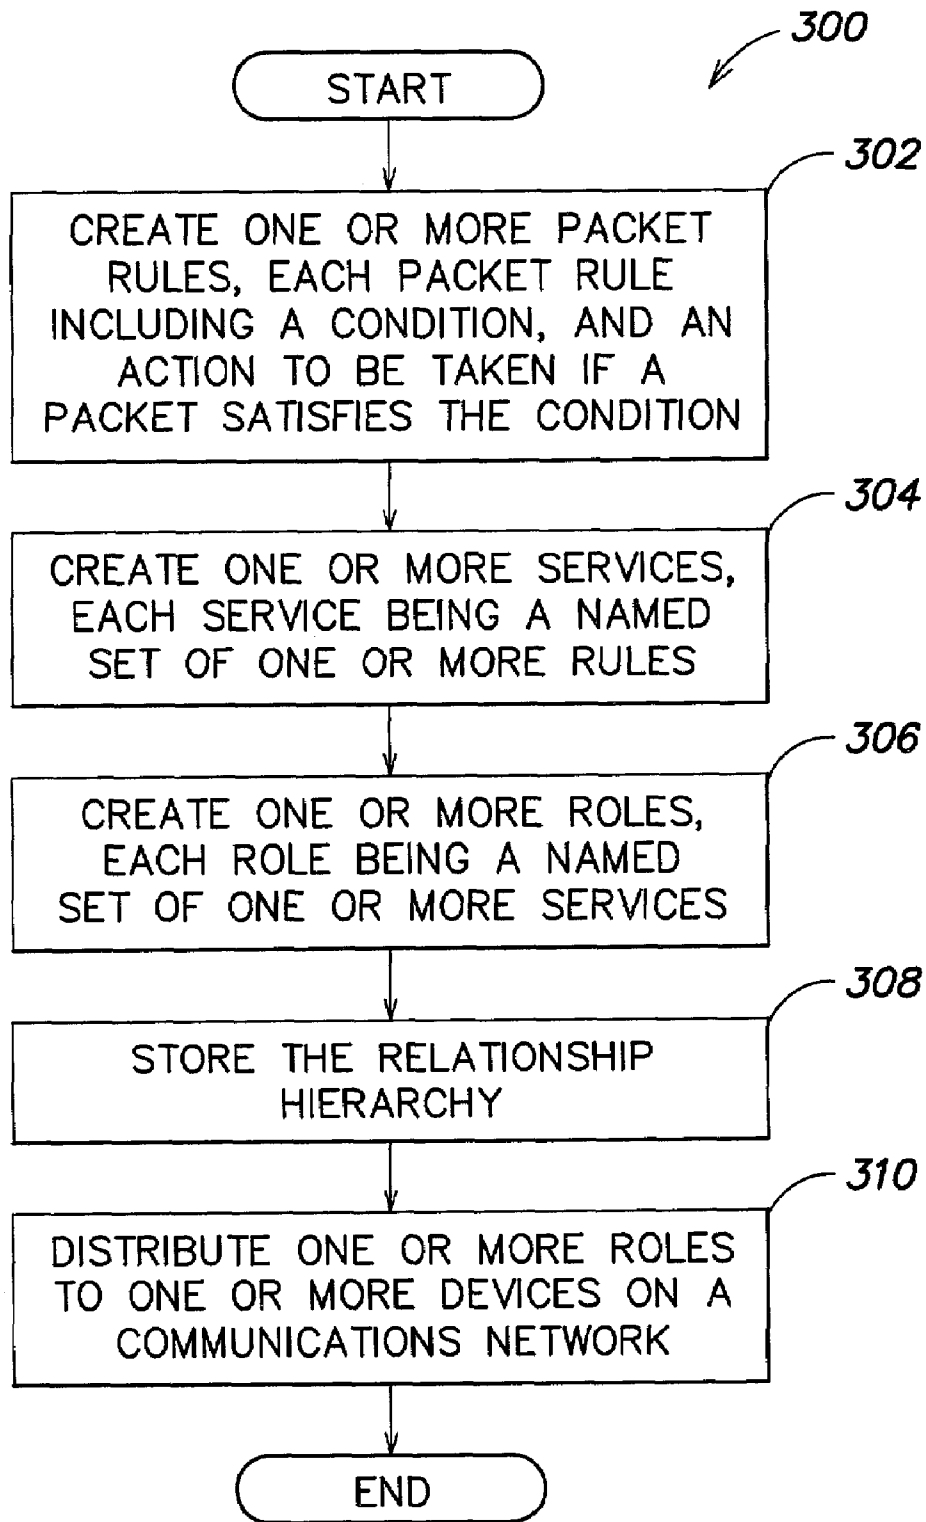 300
START
302
CREATE ONE OR MORE PACKET
RULES, EACH PACKET RULE
INCLUDING A CONDITION, AND AN
ACTION TO BE TAKEN IF A
PACKET SATISFIES THE CONDITION
304
CREATE ONE OR MORE SERVICES,
EACH SERVICE BEING A NAMED
SET OF ONE OR MORE RULES
306
CREATE ONE OR MORE ROLES,
EACH ROLE BEING A NAMED
SET OF ONE OR MORE SERVICES
308
STORE THE RELATIONSHIP
HIERARCHY
310
DISTRIBUTE ONE OR MORE ROLES
TO ONE OR MORE DEVICES ON A
COMMUNICATIONS NETWORK
END